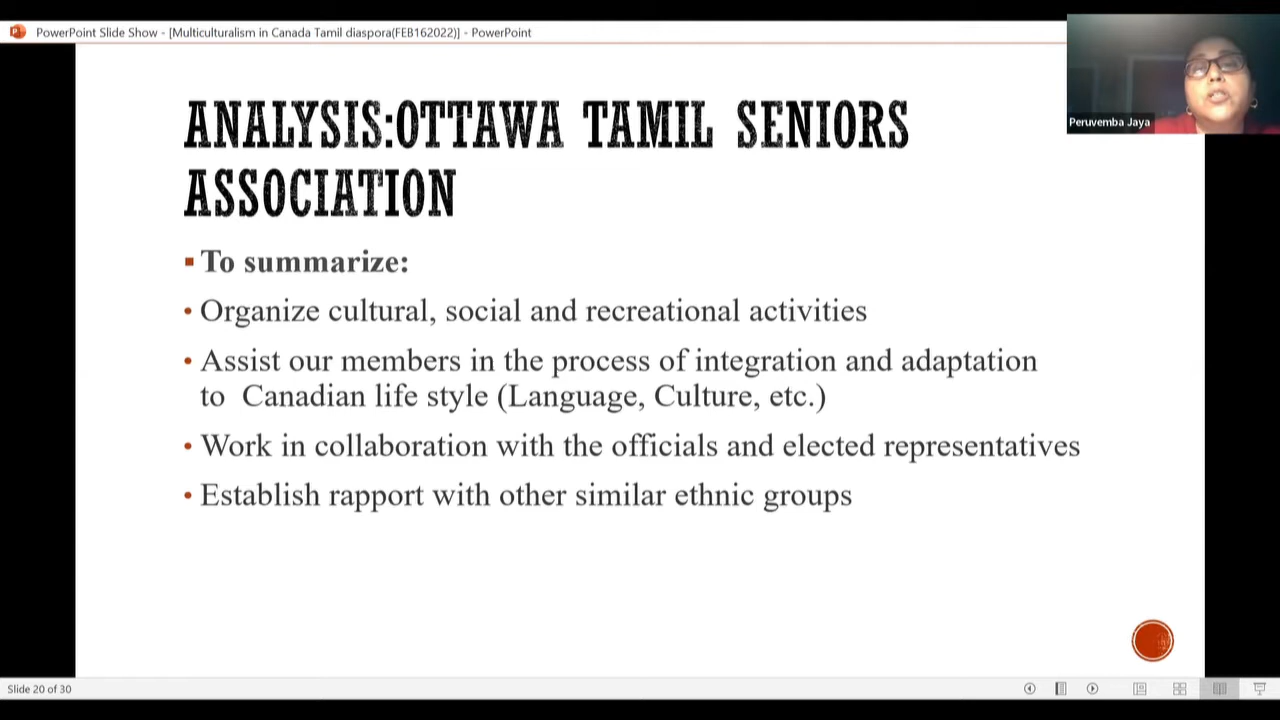 PowerPoint Slide Show - [Multiculturalism in Canada Tamil diaspora(FEB162022)] - PowerPoint
Peruvemba Jaya
ANALYSIS:OTTAWA TAMIL SENIORS
ASSOCIATION
To summarize:
• Organize cultural, social and recreational activities
• Assist our members in the process of integration and adaptation
to Canadian life style (Language, Culture, etc.)
• Work in collaboration with the officials and elected representatives
• Establish rapport with other similar ethnic groups
Slide 20 of 30